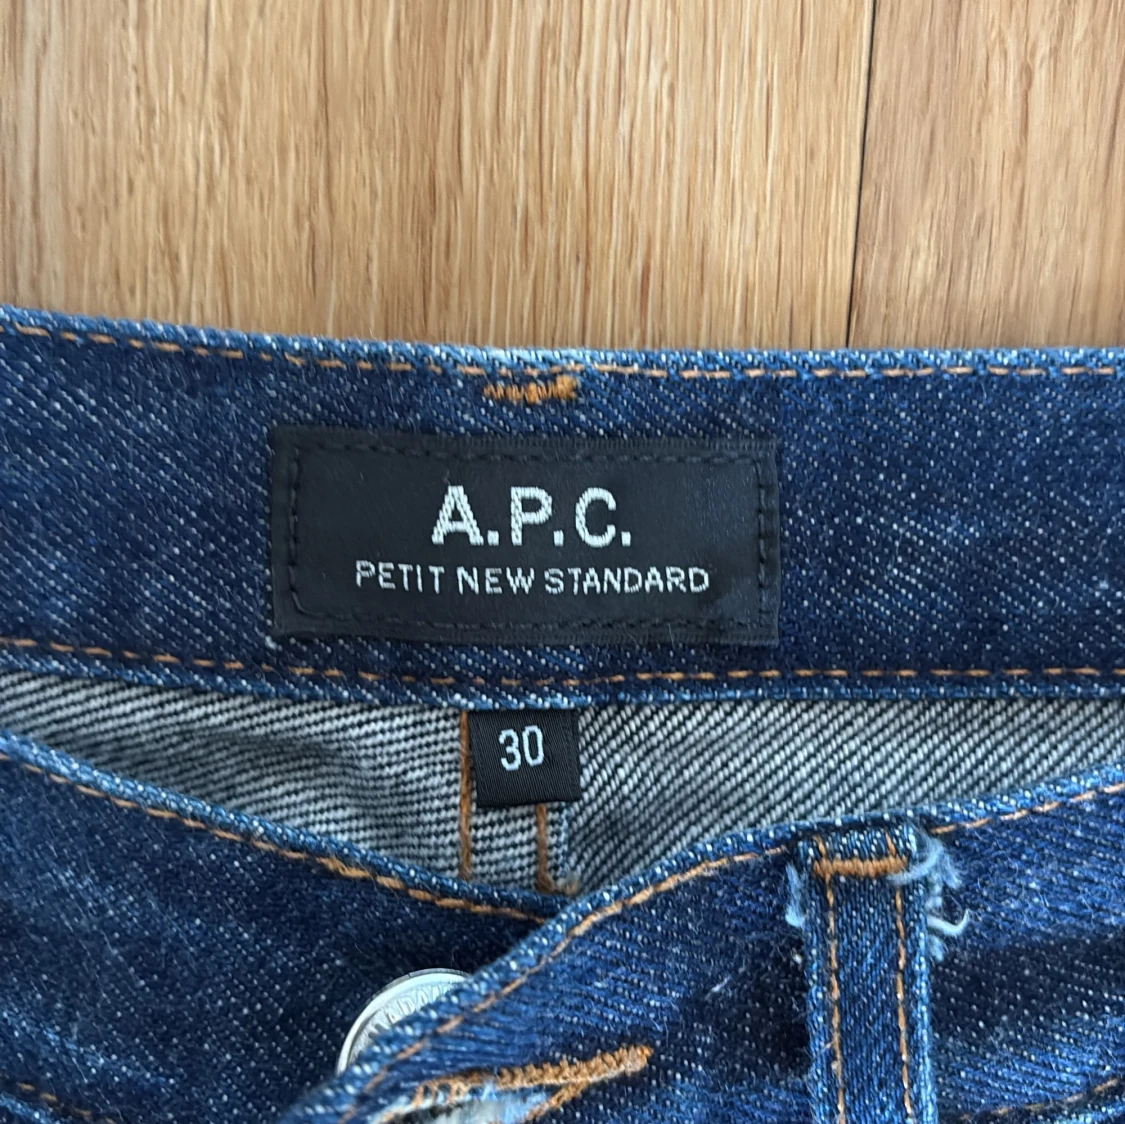 A.P.C.
PETIT NEW STANDARD
30